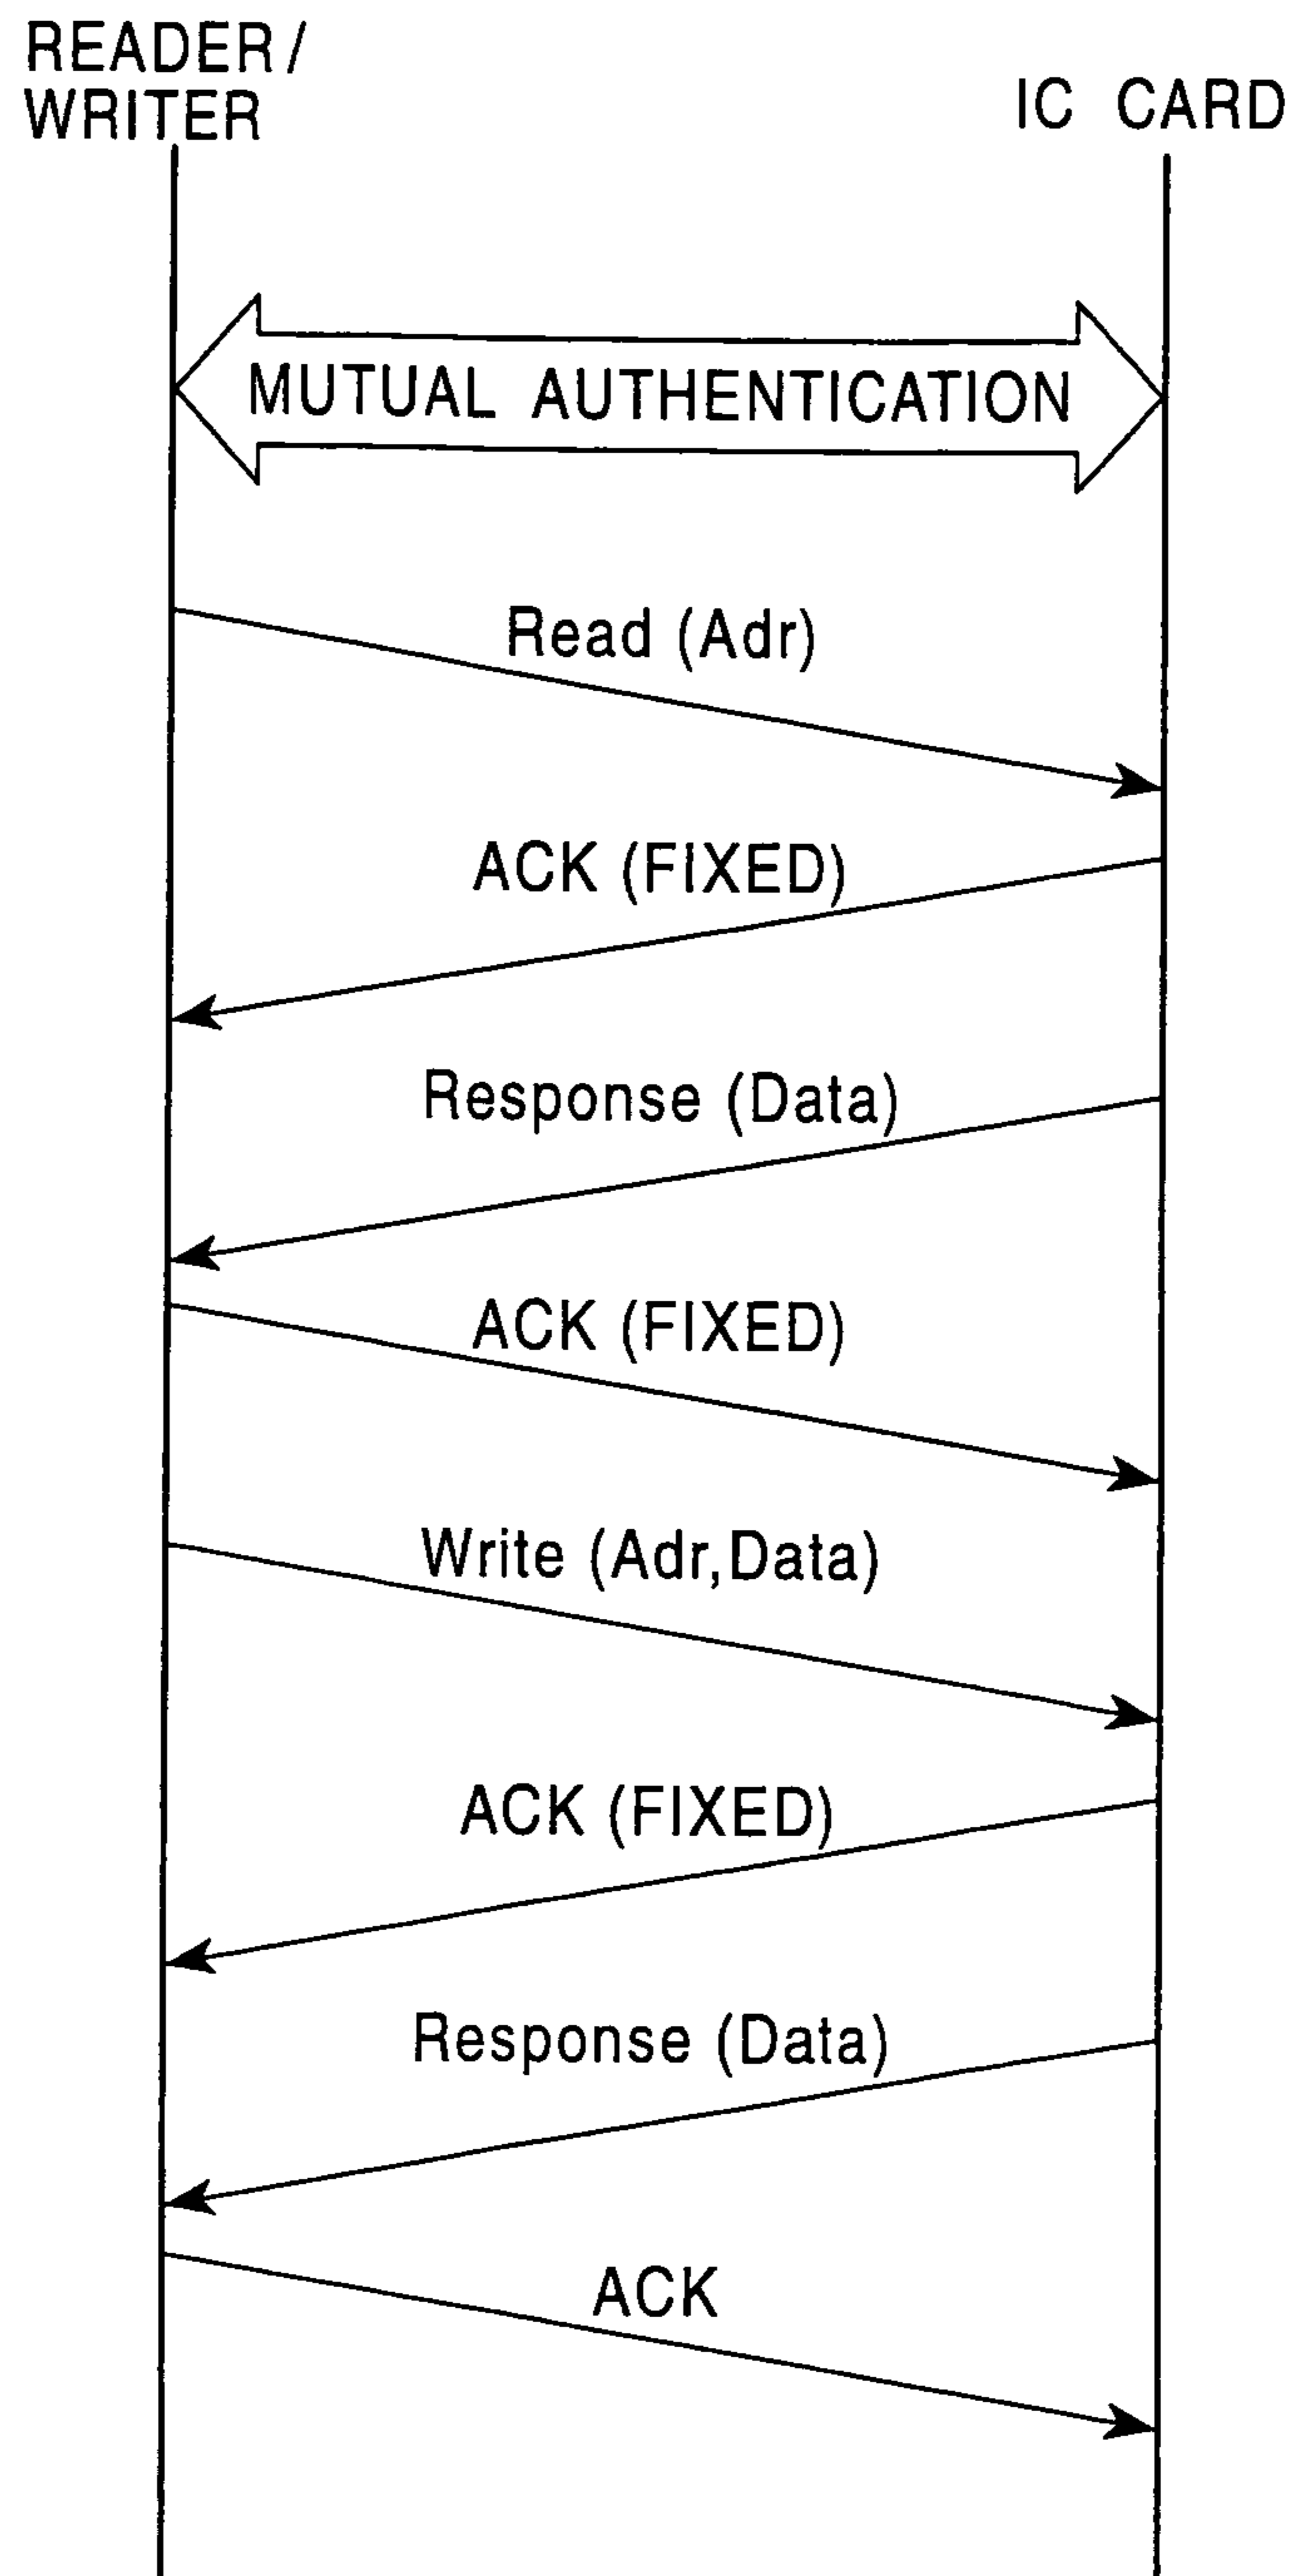 READER/
WRITER
IC CARD
MUTUAL AUTHENTICATION
Read (Adr)
ACK (FIXED)
Response (Data)
ACK (FIXED)
Write (Adr,Data)
ACK (FIXED)
Response (Data)
ACK